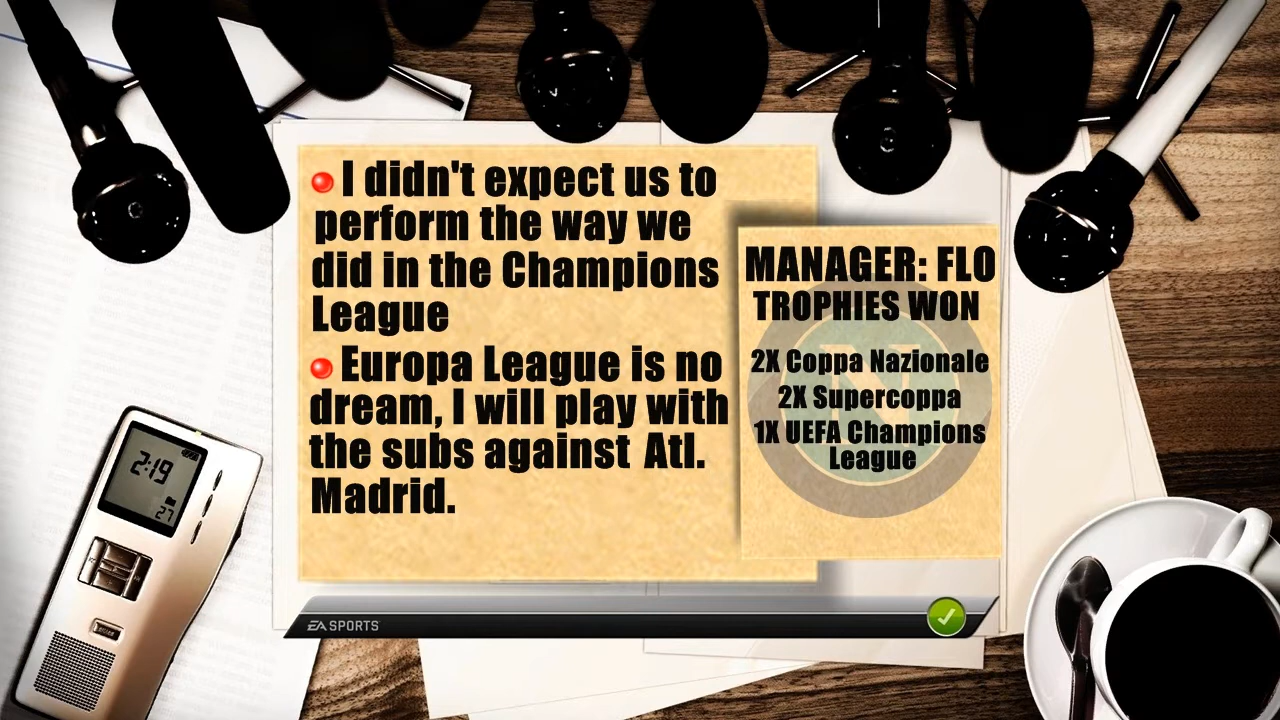 I didn't expect us to
perform the way we
did in the Champions
League
Europa League is no
dream, I will play with
the subs against Atl.
Madrid.
MANAGER: FLO
TROPHIES WON
2X Coppa Nazionale
2X Supercoppa
1X UEFA Champions
League
N
2:19
27
EA SPORTS